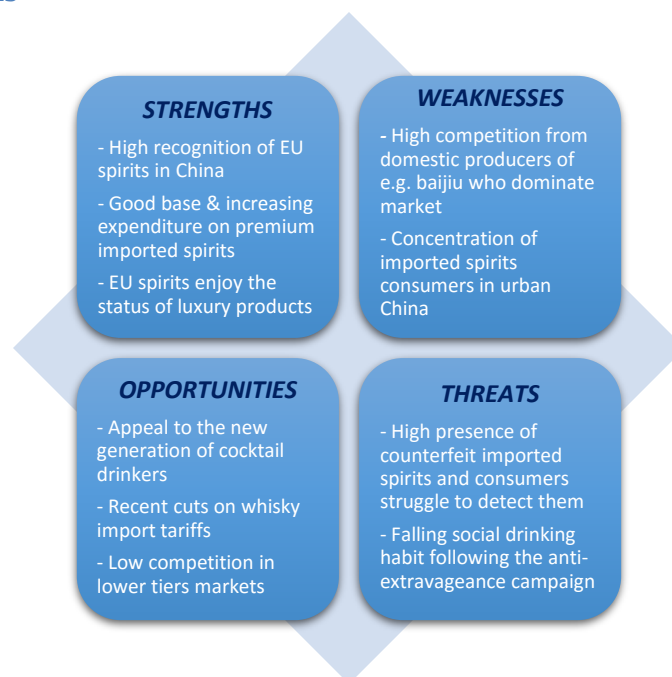 STRENGTHS
- High recognition of EU
spirits in China
- Good base & increasing
expenditure on premium
imported spirits
- EU spirits enjoy the
status of luxury products
WEAKNESSES
- High competition from
domestic producers of
e.g. baijiu who dominate
market
- Concentration of
imported spirits
consumers in urban
China
OPPORTUNITIES
- Appeal to the new
generation of cocktail
drinkers
- Recent cuts on whisky
import tariffs
- Low competition in
lower tiers markets
THREATS
- High presence of
counterfeit imported
spirits and consumers
struggle to detect them
- Falling social drinking
habit following the anti-
extravageance campaign